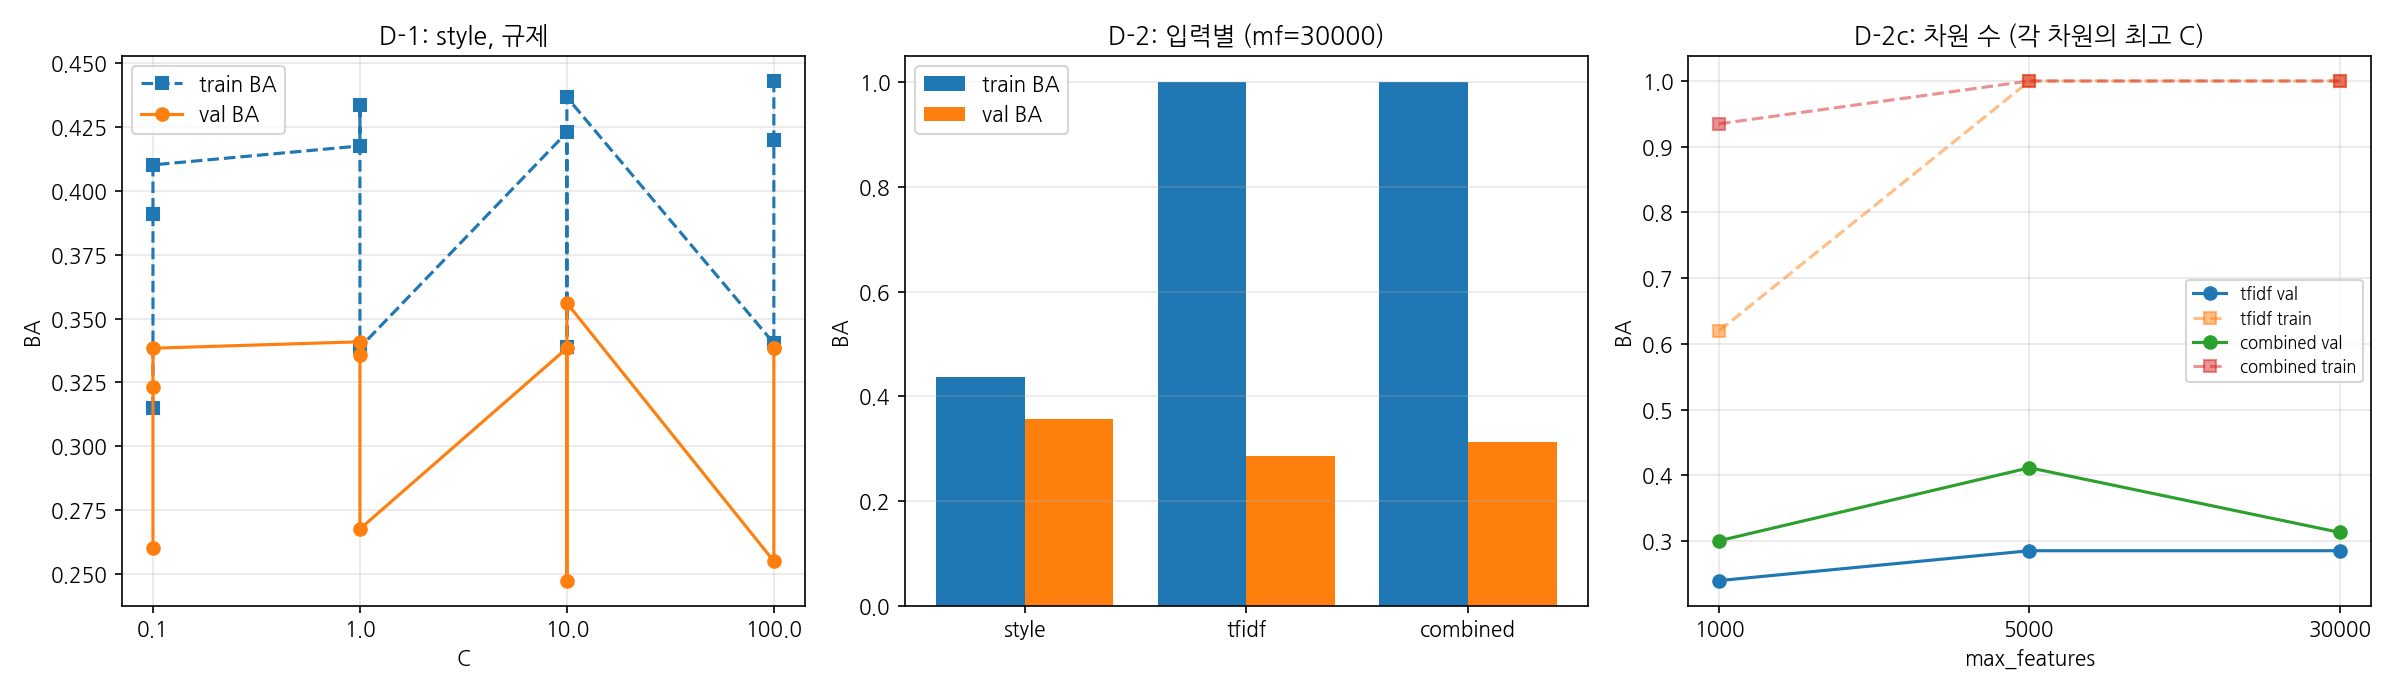 D-1: style, 규제
train BA
val BA
0.450
0.425
0.400
0.375
0.350
0.325
0.300
0.275
0.250
BA
0.1
1.0
10.0
100.0
C
D-2: 입력별 (mf=30000)
train BA
val BA
1.0
0.8
0.6
0.4
0.2
0.0
BA
style
tfidf
combined
D-2c: 차원 수 (각 차원의 최고 C)
1.0
0.9
0.8
0.7
0.6
0.5
0.4
0.3
BA
tfidf val
tfidf train
combined val
combined train
1000
5000
30000
max_features